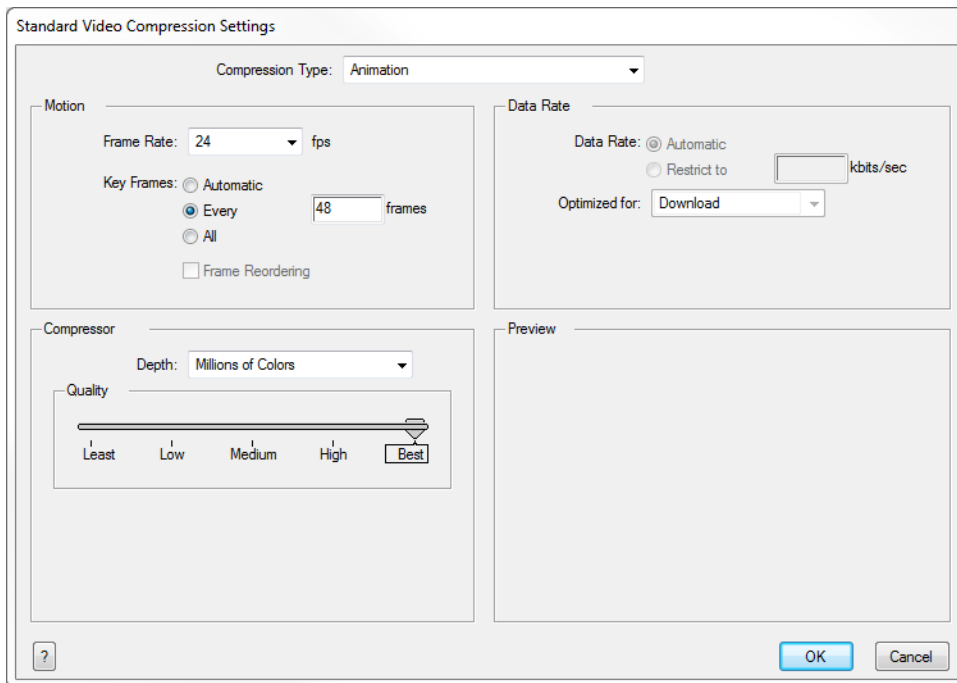 Standard Video Compression Settings
Compression Type: Animation
Motion
Frame Rate: 24 fps
Key Frames: Automatic
Every 48 frames
All
Frame Reordering
Data Rate
Data Rate: Automatic
Restrict to kbits/sec
Optimized for: Download
Compressor
Depth: Millions of Colors
Quality
Least Low Medium High Best
Preview
? OK Cancel